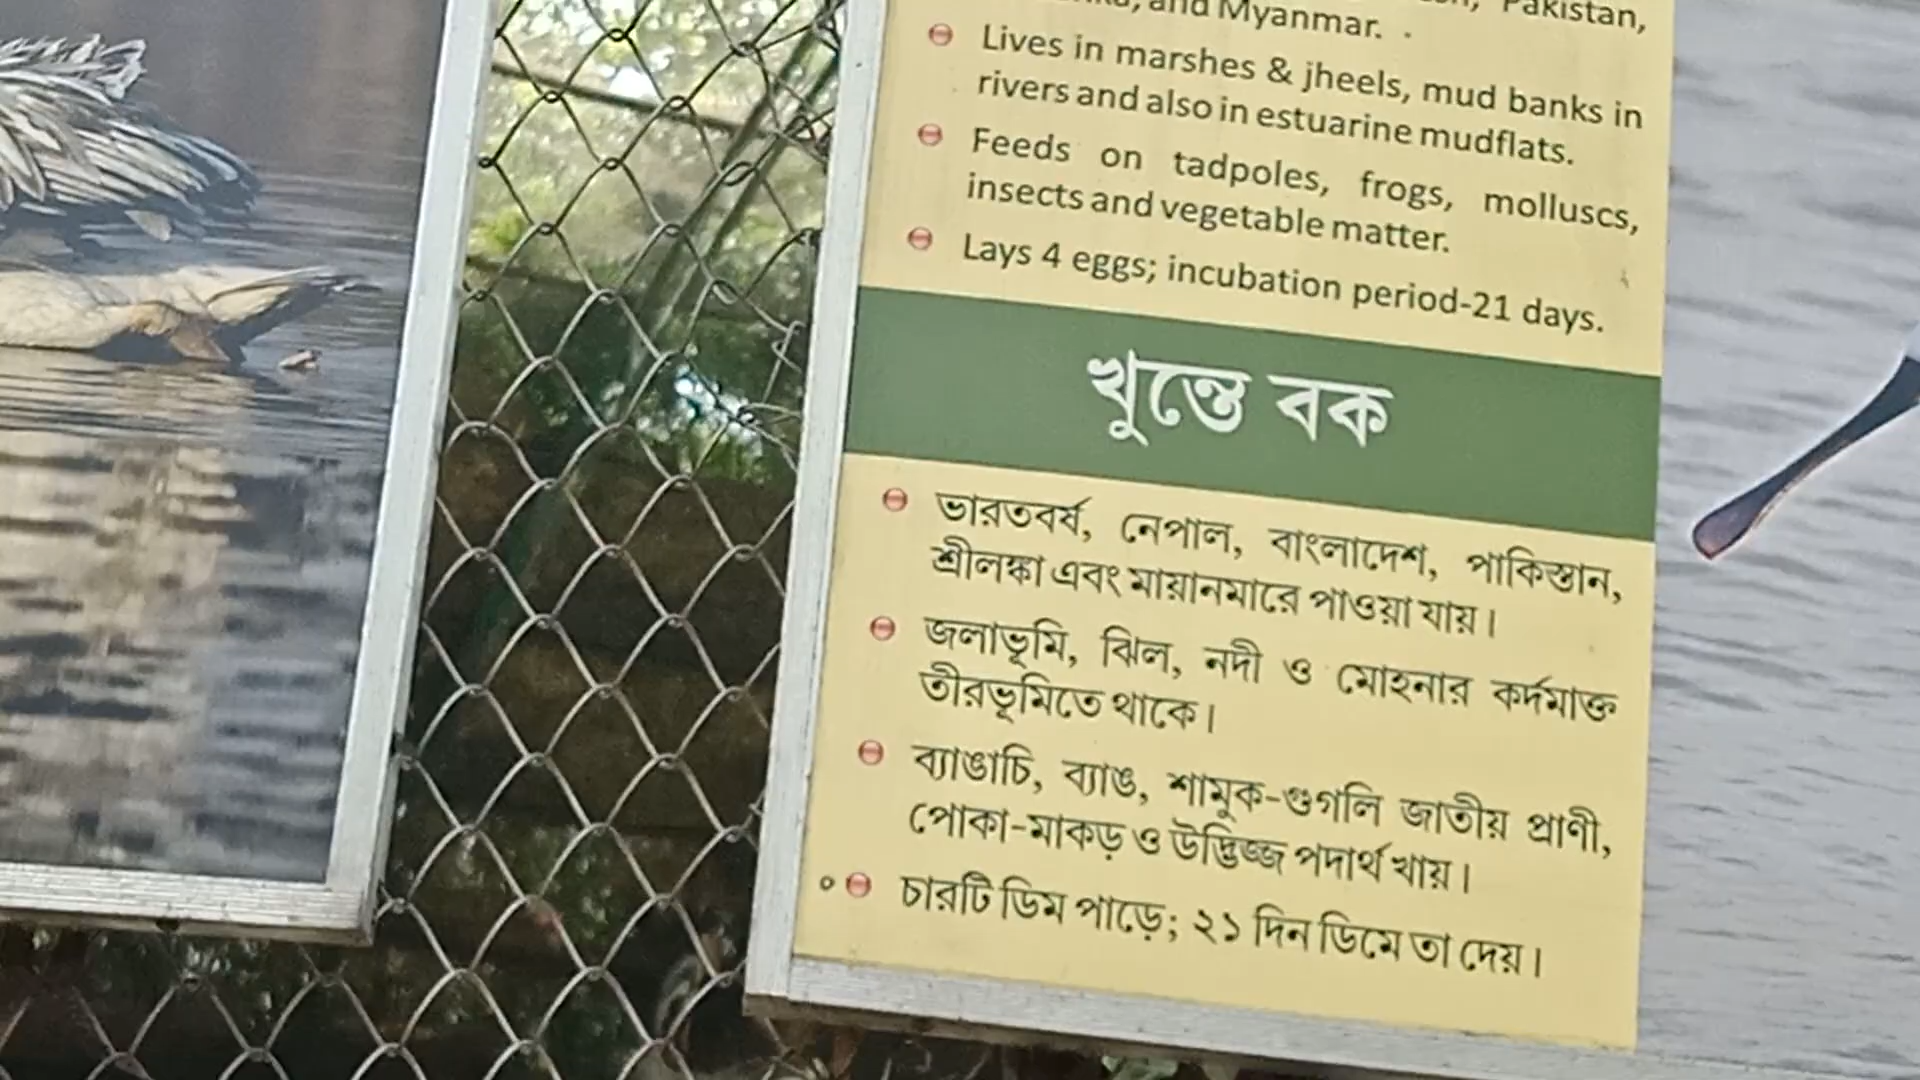 Pakistan,
and Myanmar.
Lives in marshes & jheels, mud banks in
rivers and also in estuarine mudflats.
Feeds on tadpoles, frogs, molluscs,
insects and vegetable matter.
Lays 4 eggs; incubation period-21 days.
খুন্তে বক
ভারতবর্ষ, নেপাল, বাংলাদেশ, পাকিস্তান,
শ্রীলঙ্কা এবং মায়ানমারে পাওয়া যায়।
জলাভূমি, ঝিল, নদী ও মোহনার কর্দমাক্ত
তীরভূমিতে থাকে।
ব্যাঙাচি, ব্যাঙ, শামুক-গুগলি জাতীয় প্রাণী,
পোকা-মাকড় ও উদ্ভিজ্জ পদার্থ খায়।
চারটি ডিম পাড়ে; ২১ দিন ডিমে তা দেয়।